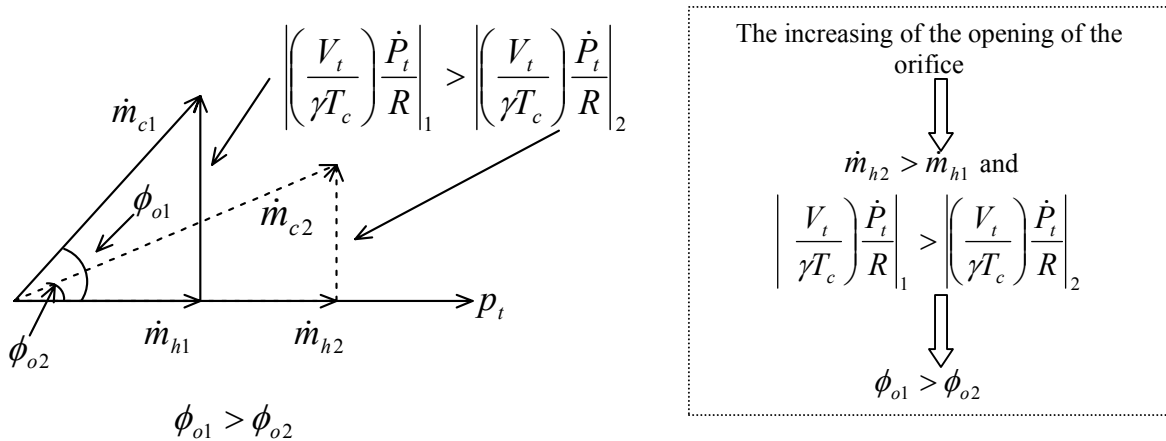 |(V_t / γT_c) Ṗ_t / R|_1 > |(V_t / γT_c) Ṗ_t / R|_2
ṁ_c1
ϕ_o1
ṁ_c2
p_t
ṁ_h1
ṁ_h2
ϕ_o2
ϕ_o1 > ϕ_o2
The increasing of the opening of the
orifice
ṁ_h2 > ṁ_h1 and
| V_t / γT_c) Ṗ_t / R|_1 > |(V_t / γT_c) Ṗ_t / R|_2
ϕ_o1 > ϕ_o2